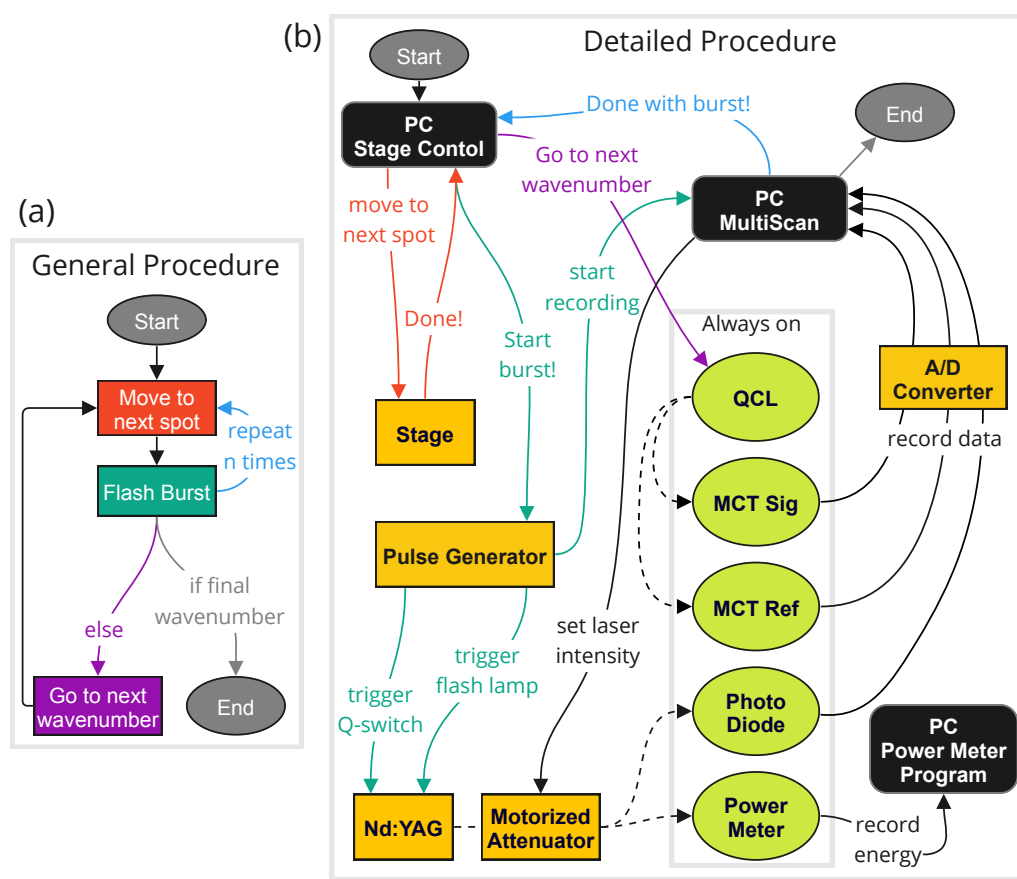 (a)
General Procedure
Start
Move to
next spot
repeat
n times
Flash Burst
if final
wavenumber
else
Go to next
wavenumber
End
(b)
Detailed Procedure
Start
PC
Stage Contol
Done with burst!
End
Go to next
wavenumber
PC
MultiScan
move to
next spot
start
recording
Done!
Start
burst!
Always on
QCL
A/D
Converter
record data
Stage
MCT Sig
Pulse Generator
MCT Ref
set laser
intensity
trigger
flash lamp
trigger
Q-switch
Photo
Diode
PC
Power Meter
Program
Nd:YAG
Motorized
Attenuator
Power
Meter
record
energy